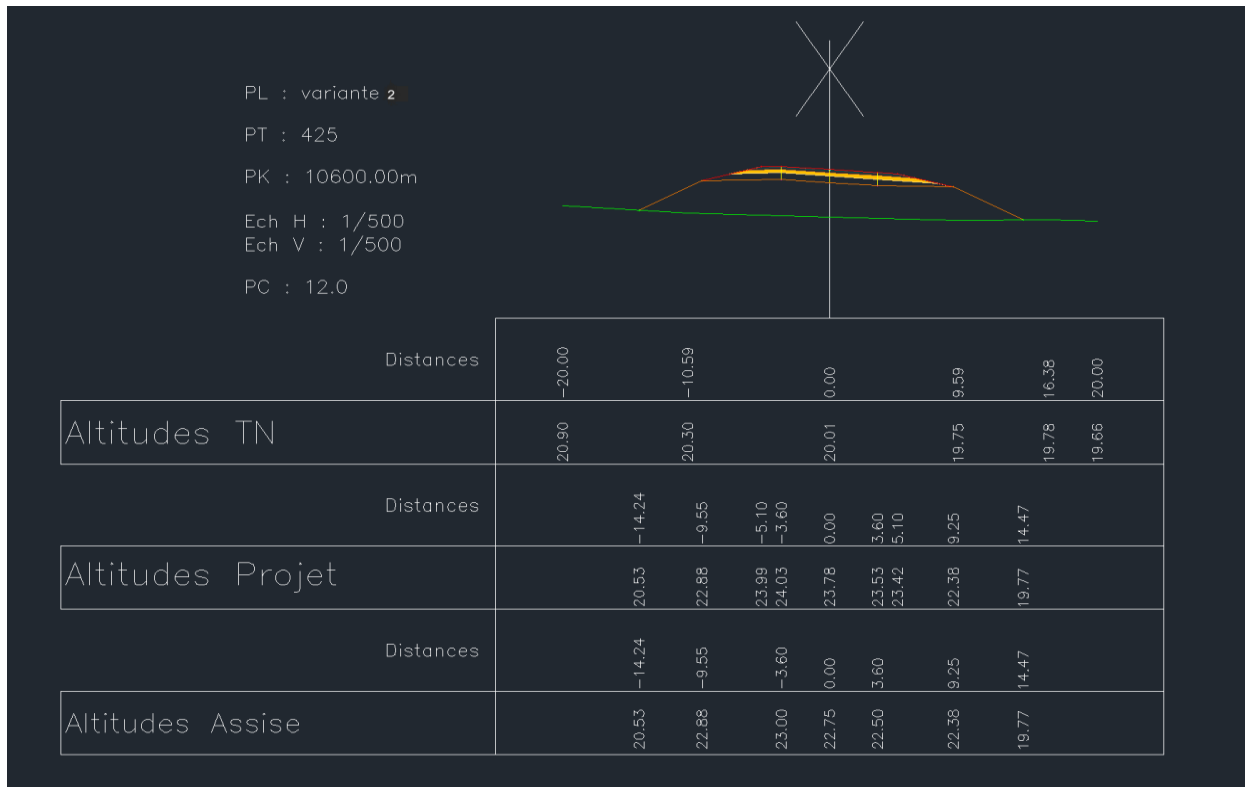 PL : variante 2
PT : 425
PK : 10600.00m
Ech H : 1/500
Ech V : 1/500
PC : 12.0
Distances -20.00 -10.59 0.00 9.59 16.38 20.00
Altitudes TN 20.90 20.30 20.01 19.75 19.78 19.66
Distances -14.24 -9.55 -5.10 -3.60 0.00 3.60 5.10 9.25 14.47
Altitudes Projet 20.53 22.88 23.99 24.03 23.78 23.53 23.42 22.38 19.77
Distances -14.24 -9.55 -3.60 0.00 3.60 9.25 14.47
Altitudes Assise 20.53 22.88 23.00 22.75 22.50 22.38 19.77